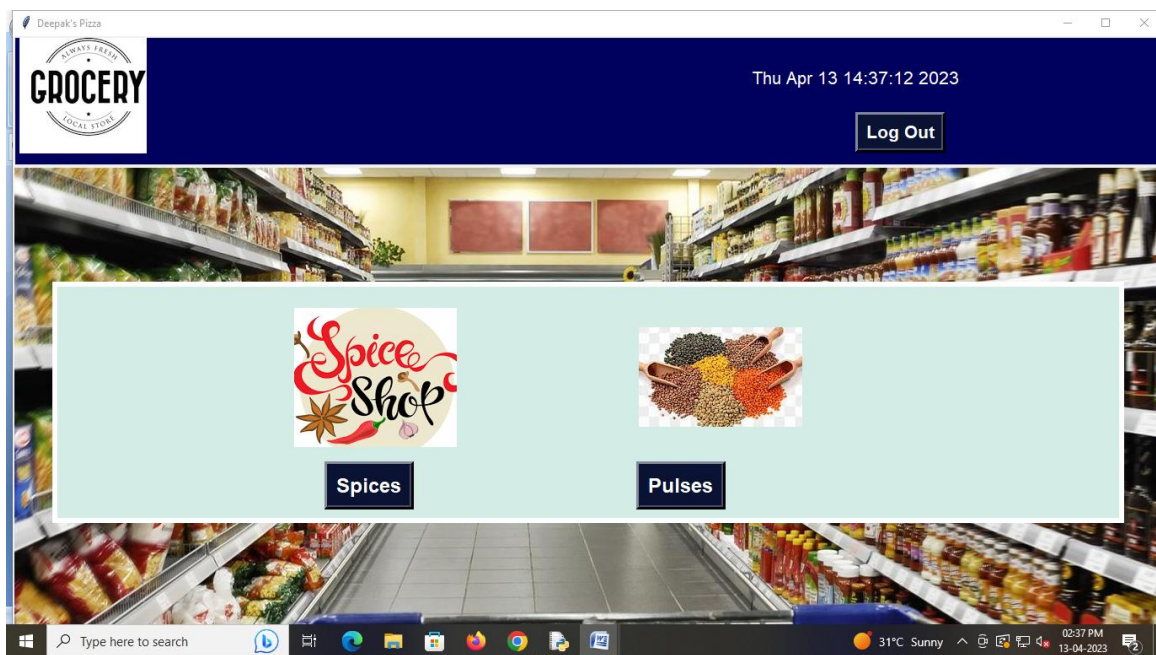 Deepak's Pizza
ALWAYS FRESH
GROCERY
LOCAL STORE
Thu Apr 13 14:37:12 2023
Log Out
Spice
Shop
Spices
Pulses
Type here to search
31°C Sunny
02:37 PM
13-04-2023
2